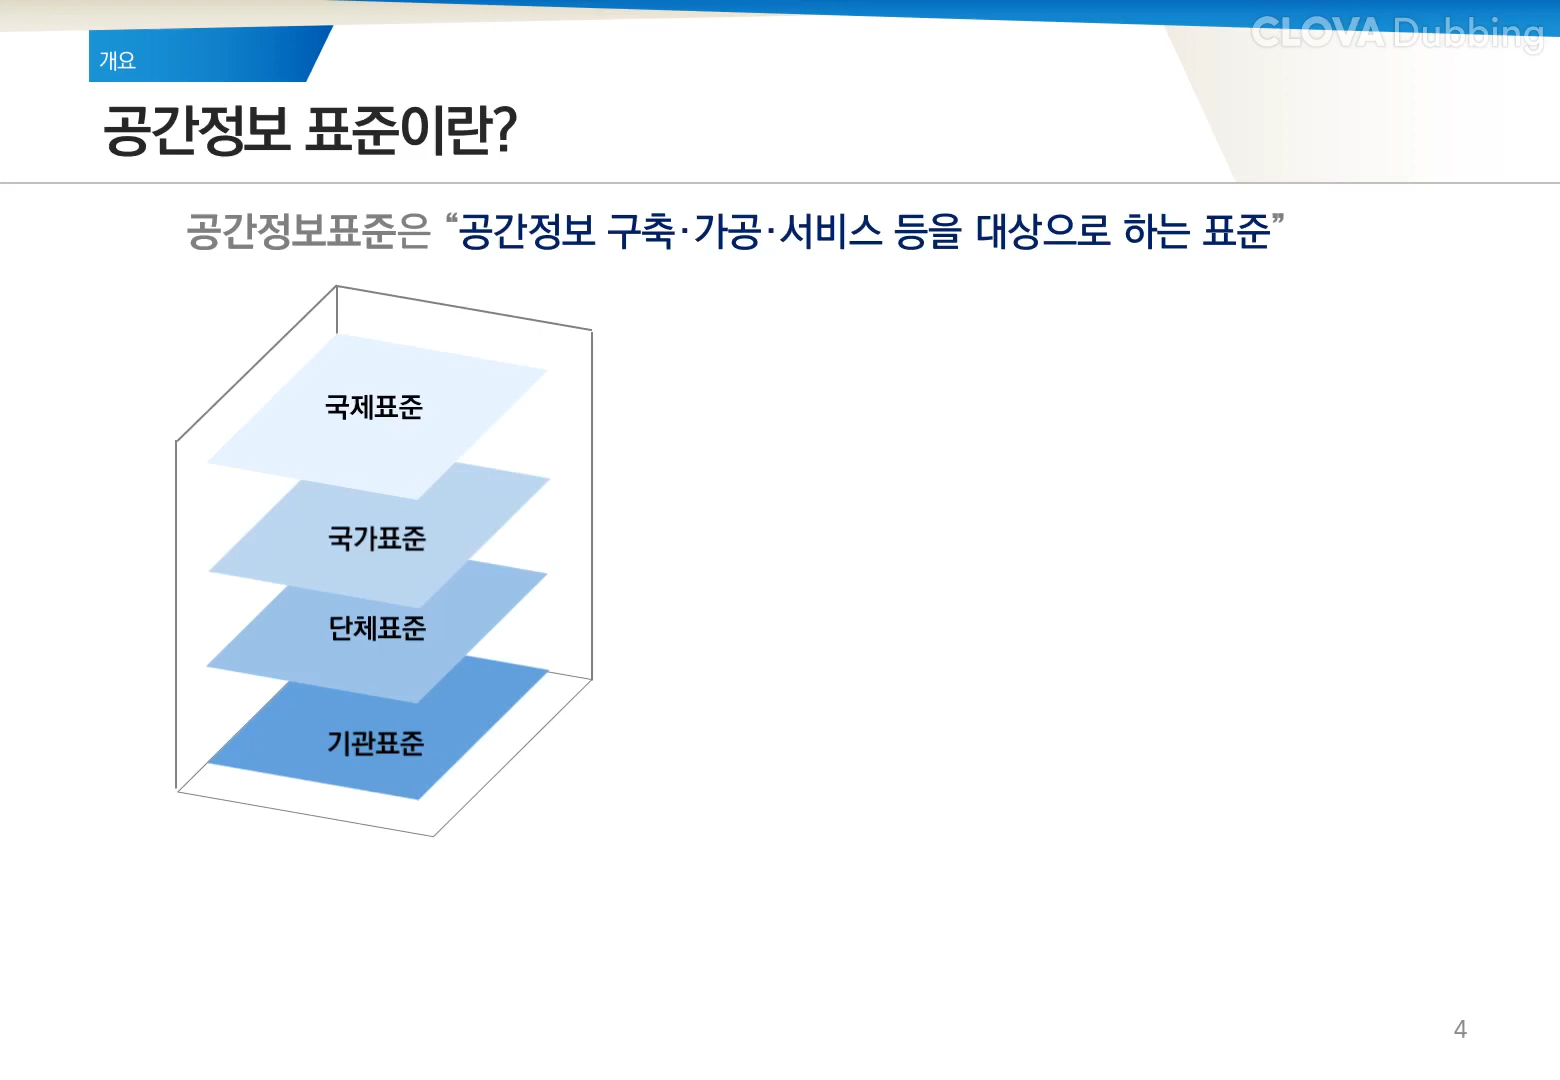 CLOVA Dubbing
개요
공간정보 표준이란?
공간정보표준은 “공간정보 구축·가공·서비스 등을 대상으로 하는 표준”
국제표준
국가표준
단체표준
기관표준
4